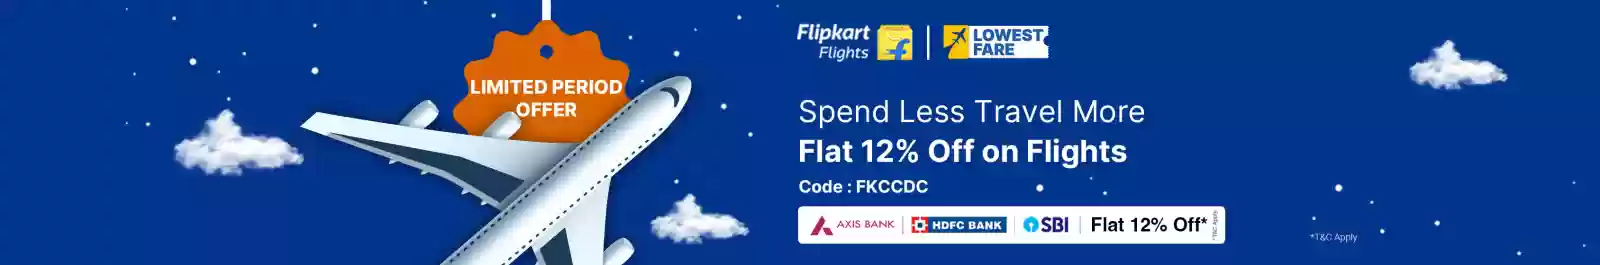 LIMITED PERIOD
OFFER
Flipkart
Flights
LOWEST
FARE
Spend Less Travel More
Flat 12% Off on Flights
Code : FKCCDC
AXIS BANK
HDFC BANK
SBI
Flat 12% Off*
*T&C Apply
*T&C Apply